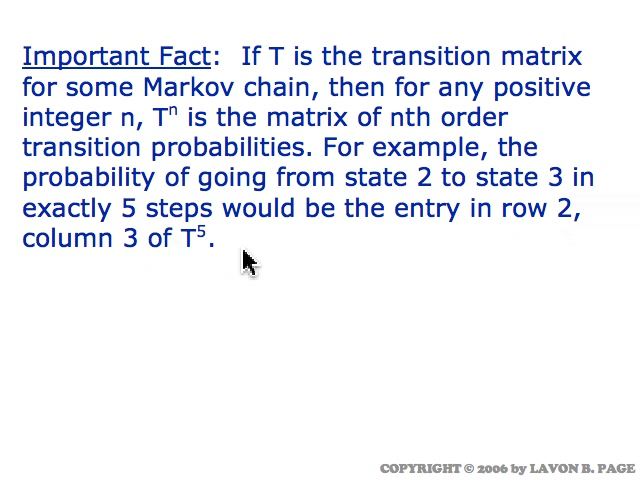 Important Fact:  If T is the transition matrix
for some Markov chain, then for any positive
integer n, Tⁿ is the matrix of nth order
transition probabilities. For example, the
probability of going from state 2 to state 3 in
exactly 5 steps would be the entry in row 2,
column 3 of T⁵.
COPYRIGHT © 2006 by LAVON B. PAGE